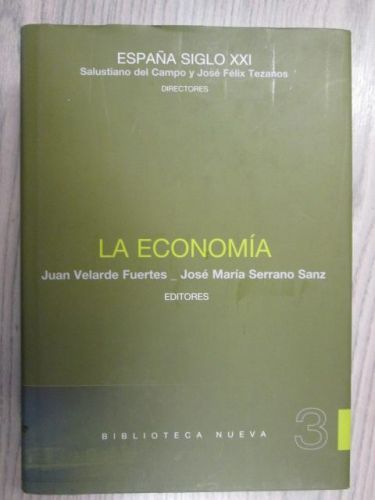 ESPAÑA SIGLO XXI
Salustiano del Campo y José Félix Tezanos
DIRECTORES
LA ECONOMÍA
Juan Velarde Fuertes _ José María Serrano Sanz
EDITORES
BIBLIOTECA NUEVA
3